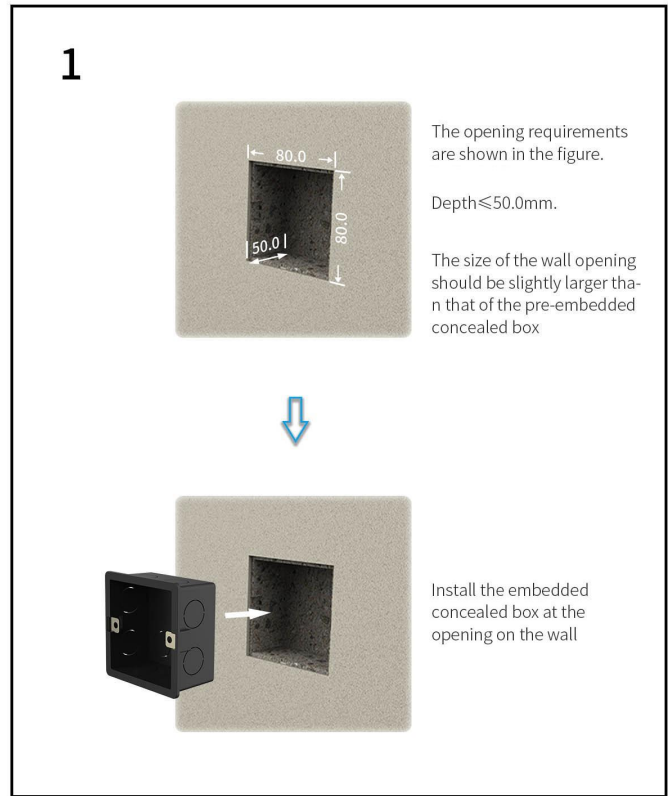 1
80.0
80.0
50.0
The opening requirements
are shown in the figure.
Depth≤50.0mm.
The size of the wall opening
should be slightly larger tha-
n that of the pre-embedded
concealed box
Install the embedded
concealed box at the
opening on the wall